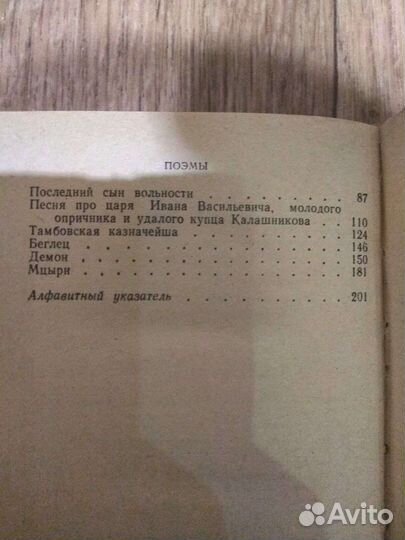 ПОЭМЫ
Последний сын вольности . . . . . . . . . 87
Песня про царя Ивана Васильевича, молодого
опричника и удалого купца Калашникова . . 110
Тамбовская казначейша . . . . . . . . . . 124
Беглец . . . . . . . . . . . . . . . 146
Демон . . . . . . . . . . . . . . . 150
Мцыри . . . . . . . . . . . . . . . 181
Алфавитный указатель . . . . . . . . . . 201
Avito